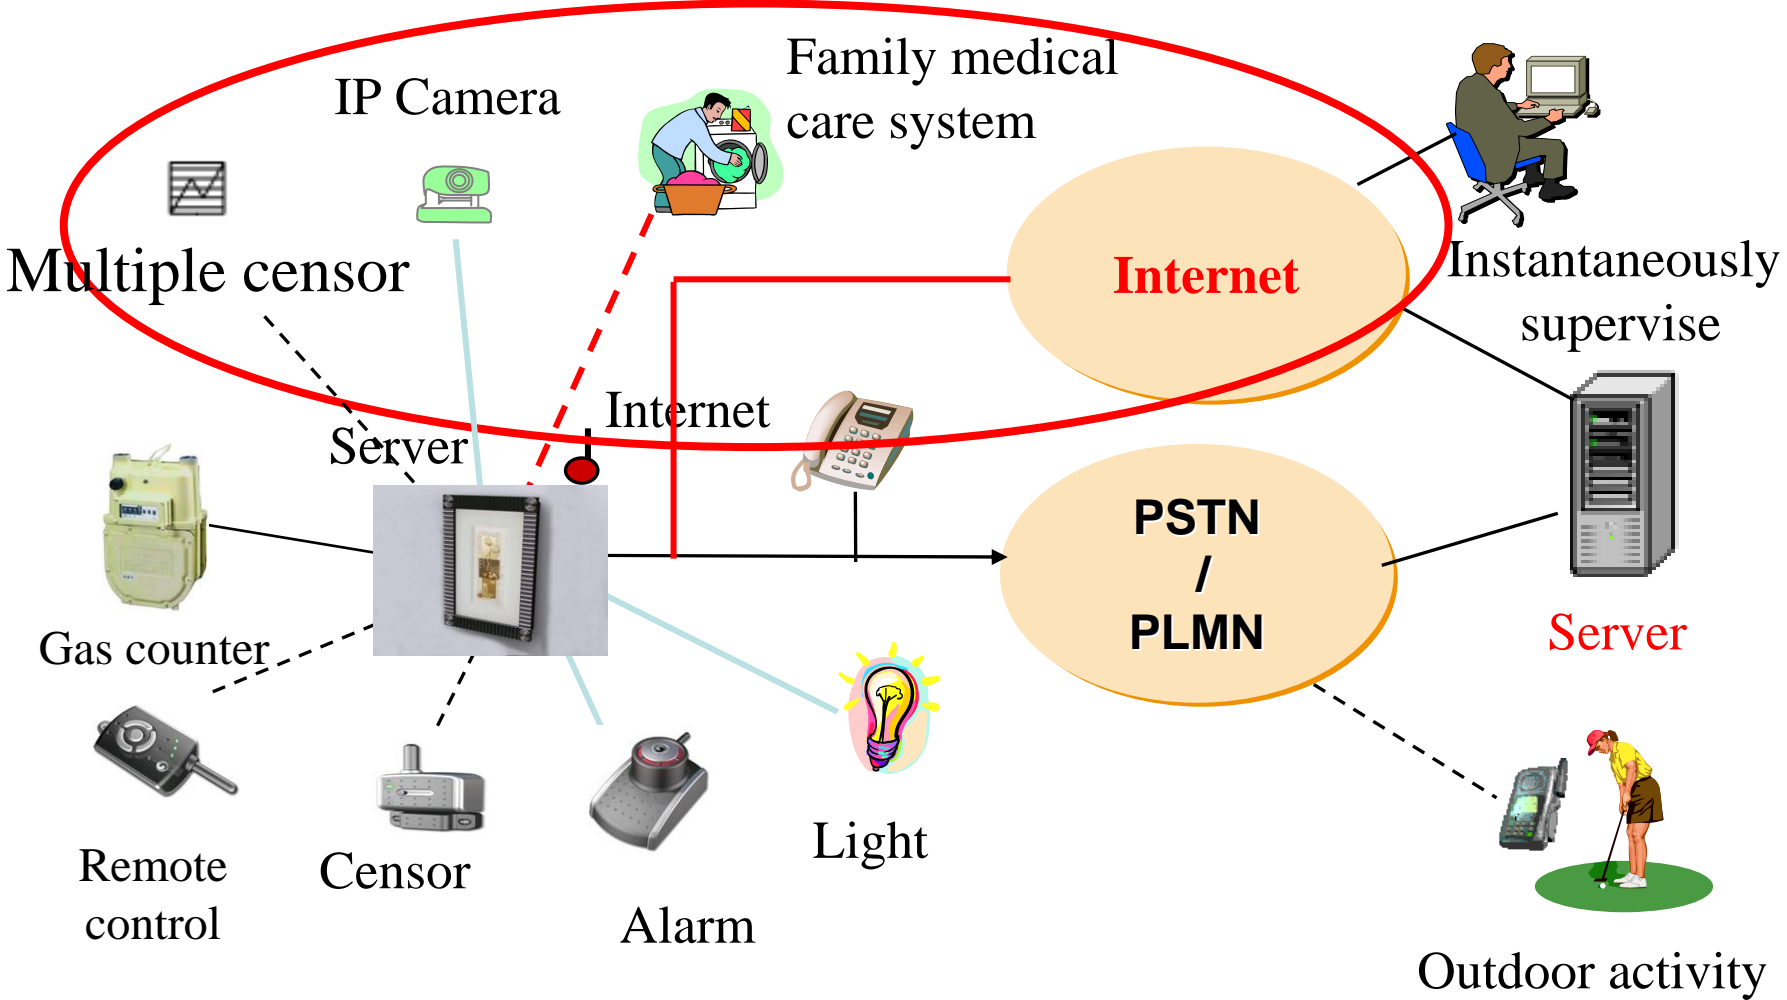 Family medical
care system
IP Camera
Multiple censor
Internet
Instantaneously
supervise
Internet
Server
PSTN
/
PLMN
Server
Gas counter
Light
Remote
control
Censor
Alarm
Outdoor activity